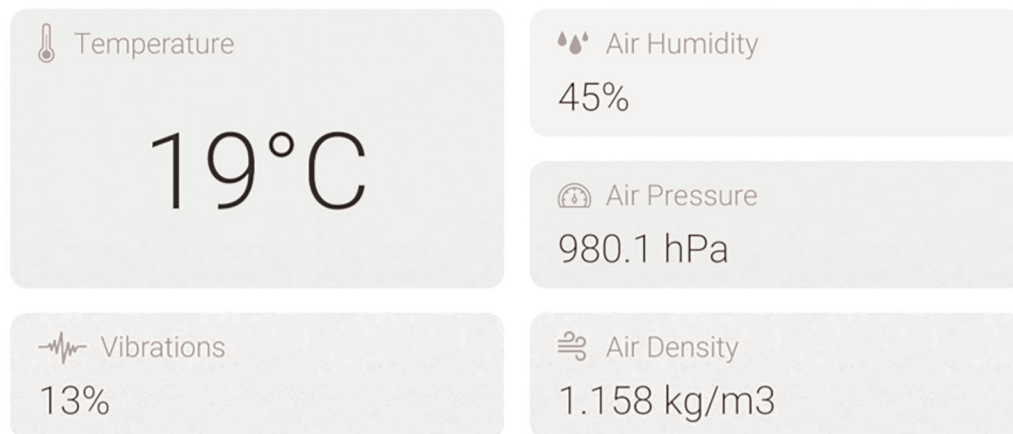 Temperature
19°C
Air Humidity
45%
Air Pressure
980.1 hPa
Vibrations
13%
Air Density
1.158 kg/m3